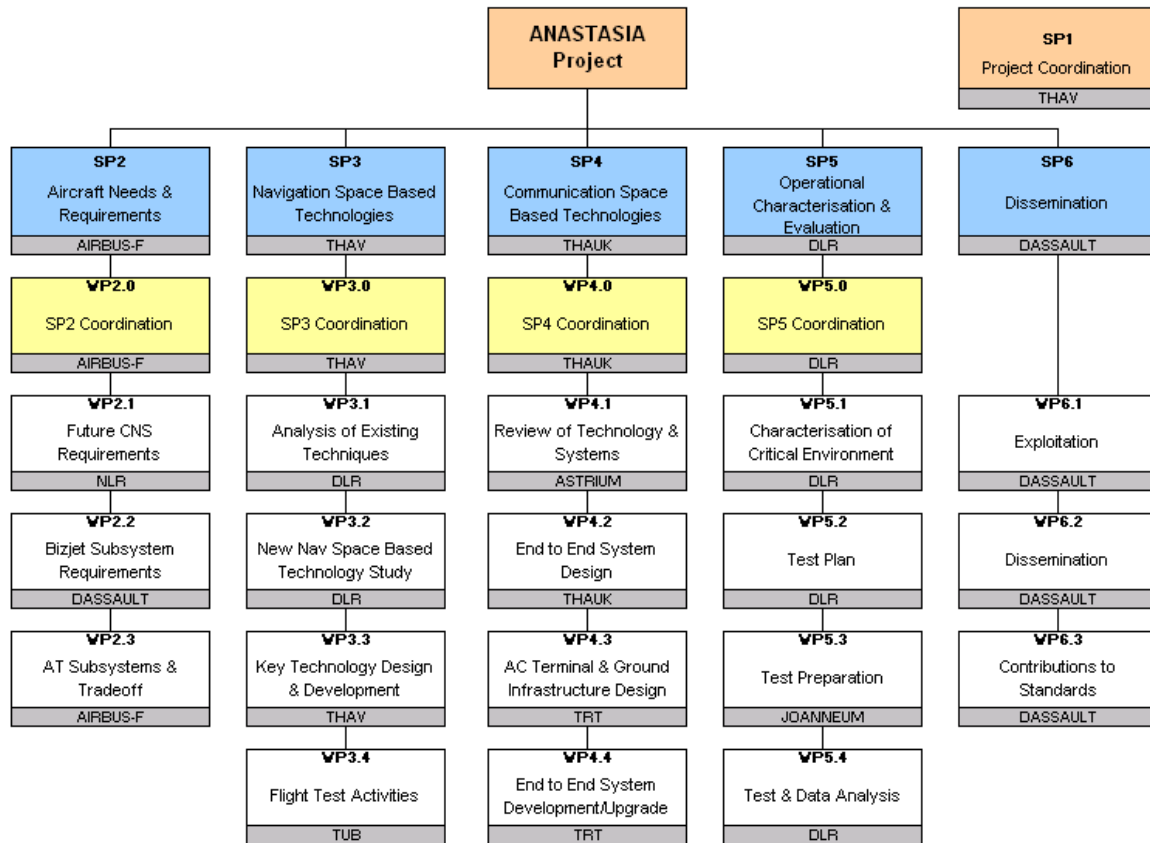 ANASTASIA
Project
SP1
Project Coordination
THAV
SP2
Aircraft Needs &
Requirements
AIRBUS-F
SP3
Navigation Space Based
Technologies
THAV
SP4
Communication Space
Based Technologies
THAUK
SP5
Operational
Characterisation &
Evaluation
DLR
SP6
Dissemination
DASSAULT
WP2.0
SP2 Coordination
AIRBUS-F
WP3.0
SP3 Coordination
THAV
WP4.0
SP4 Coordination
THAUK
WP5.0
SP5 Coordination
DLR
WP2.1
Future CNS
Requirements
NLR
WP3.1
Analysis of Existing
Techniques
DLR
WP4.1
Review of Technology &
Systems
ASTRIUM
WP5.1
Characterisation of
Critical Environment
DLR
WP6.1
Exploitation
DASSAULT
WP2.2
Bizjet Subsystem
Requirements
DASSAULT
WP3.2
New Nav Space Based
Technology Study
DLR
WP4.2
End to End System
Design
THAUK
WP5.2
Test Plan
DLR
WP6.2
Dissemination
DASSAULT
WP2.3
AT Subsystems &
Tradeoff
AIRBUS-F
WP3.3
Key Technology Design
& Development
THAV
WP4.3
AC Terminal & Ground
Infrastructure Design
TRT
WP5.3
Test Preparation
JOANNEUM
WP6.3
Contributions to
Standards
DASSAULT
WP3.4
Flight Test Activities
TUB
WP4.4
End to End System
Development/Upgrade
TRT
WP5.4
Test & Data Analysis
DLR